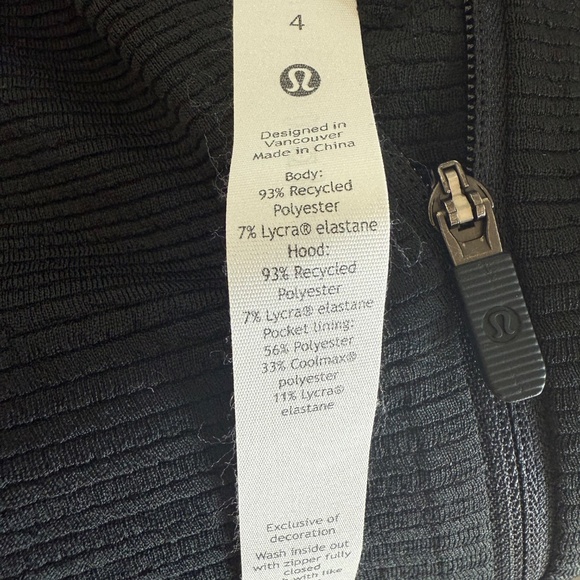 4
Designed in
Vancouver
Made in China
Body:
93% Recycled
Polyester
7% Lycra® elastane
Hood:
93% Recycled
Polyester
7% Lycra® elastane
Pocket lining:
56% Polyester
33% Coolmax®
polyester
11% Lycra®
elastane
Exclusive of
decoration
Wash inside out
with zipper fully
closed
with like